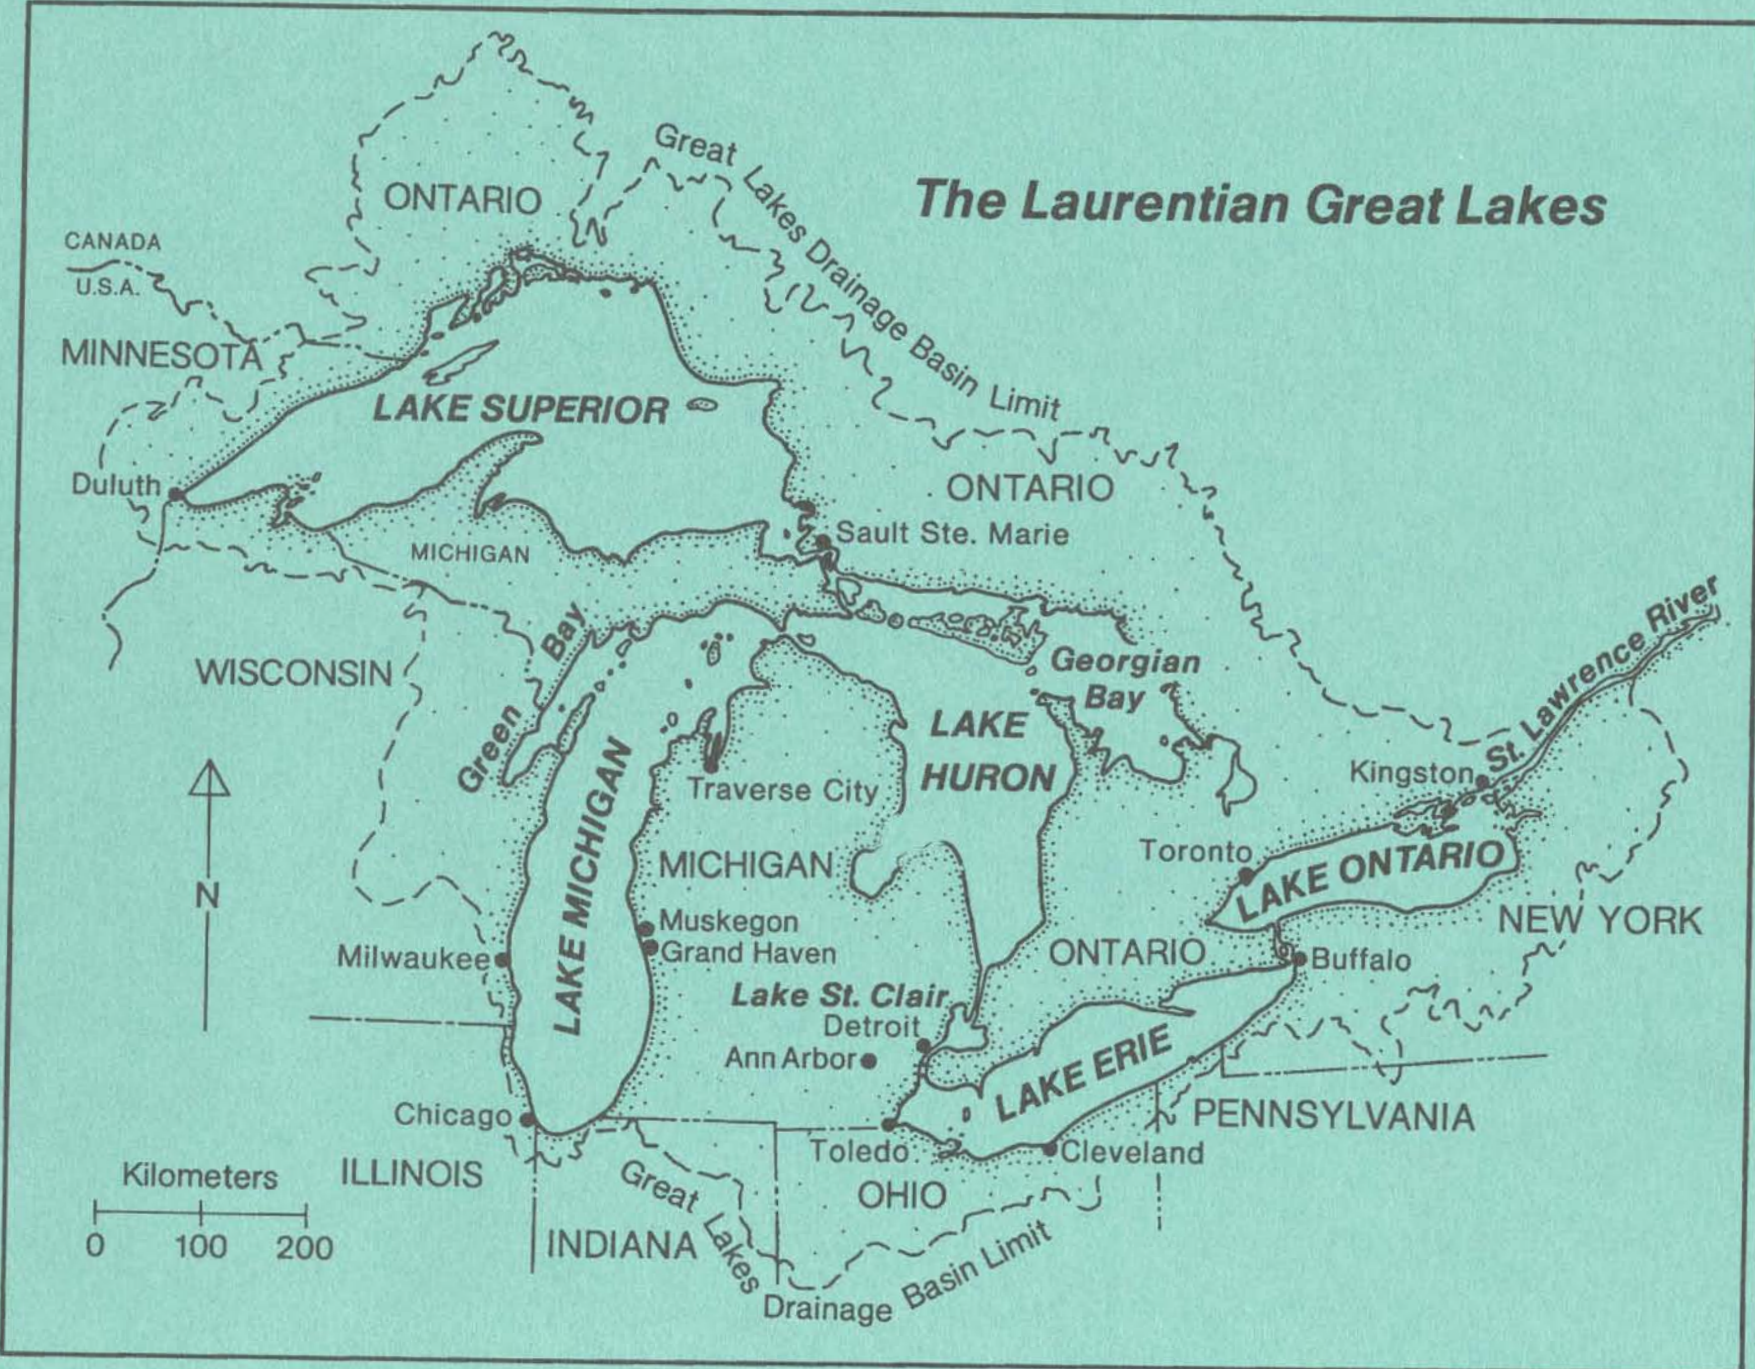 The Laurentian Great Lakes
Great Lakes Drainage Basin Limit
ONTARIO
CANADA
U.S.A.
MINNESOTA
LAKE SUPERIOR
Duluth
ONTARIO
Sault Ste. Marie
MICHIGAN
Green Bay
WISCONSIN
Georgian
Bay
St. Lawrence River
LAKE
HURON
LAKE MICHIGAN
Traverse City
Kingston
Toronto
LAKE ONTARIO
MICHIGAN
N
Muskegon
Grand Haven
Milwaukee
NEW YORK
ONTARIO
Buffalo
Lake St. Clair
Detroit
Ann Arbor
LAKE ERIE
Chicago
PENNSYLVANIA
Toledo
Cleveland
Kilometers
0 100 200
ILLINOIS
OHIO
INDIANA
Great Lakes Drainage Basin Limit